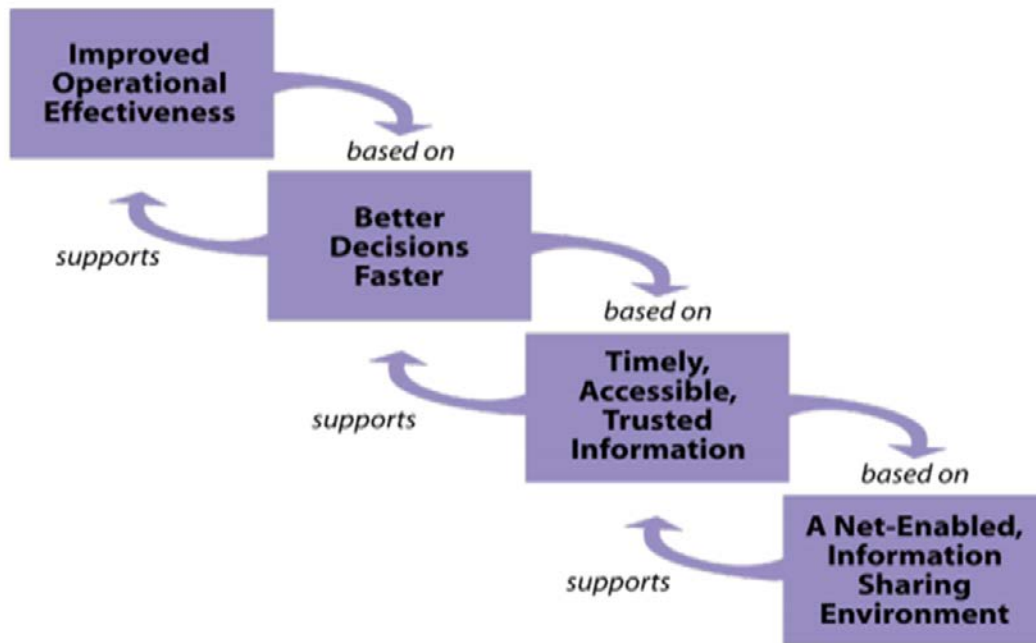 Improved
Operational
Effectiveness
based on
supports
Better
Decisions
Faster
based on
supports
Timely,
Accessible,
Trusted
Information
based on
supports
A Net-Enabled,
Information
Sharing
Environment